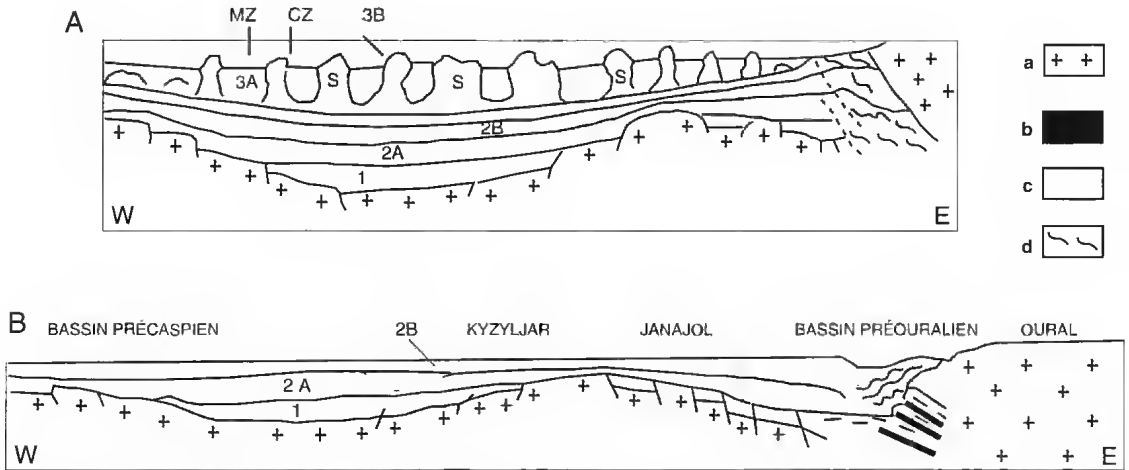 A
MZ CZ 3B
3A S S S
2B
2A
1
W E
a
b
c
d
B BASSIN PRÉCASPIEN 2B KYZYLJAR JANAJOL BASSIN PRÉOURALIEN OURAL
2 A
1
W E